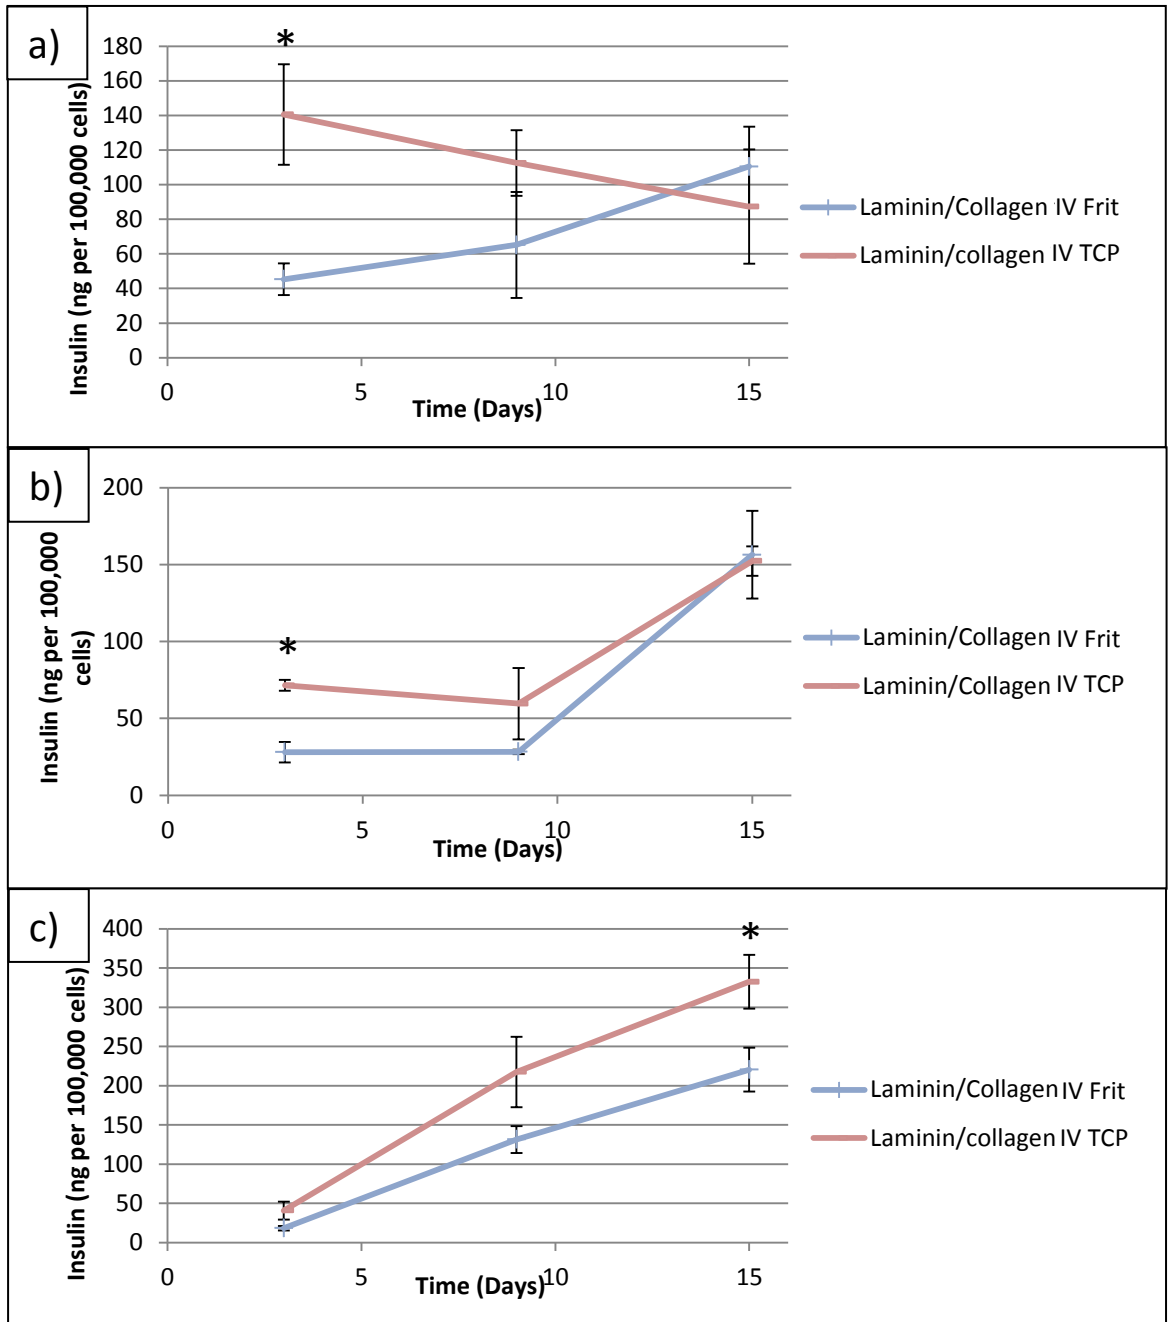 a)
*
Insulin (ng per 100,000 cells)
180
160
140
120
100
80
60
40
20
0
0 5 10 15
Time (Days)
Laminin/Collagen IV Frit
Laminin/collagen IV TCP
b)
*
Insulin (ng per 100,000
cells)
200
150
100
50
0
0 5 10 15
Time (Days)
Laminin/Collagen IV Frit
Laminin/Collagen IV TCP
c)
*
Insulin (ng per 100,000 cells)
400
350
300
250
200
150
100
50
0
0 5 10 15
Time (Days)
Laminin/Collagen IV Frit
Laminin/collagen IV TCP